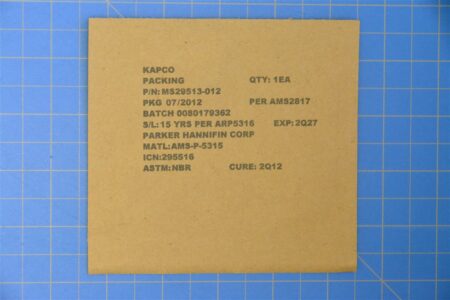 KAPCO
PACKING QTY: 1EA
P/N: MS29513-012
PKG 07/2012 PER AMS2817
BATCH 0080179362
S/L: 15 YRS PER ARP5316 EXP: 2Q27
PARKER HANNIFIN CORP
MATL: AMS-P-5315
ICN:295516
ASTM: NBR CURE: 2Q12